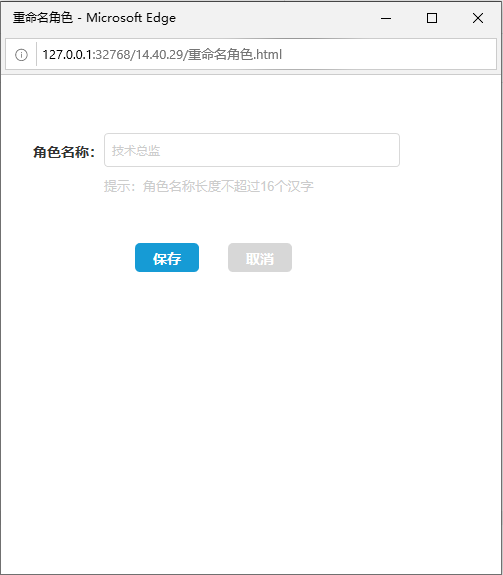 重命名角色 - Microsoft Edge
127.0.0.1:32768/14.40.29/重命名角色.html
角色名称： 技术总监
提示：角色名称长度不超过16个汉字
保存 取消